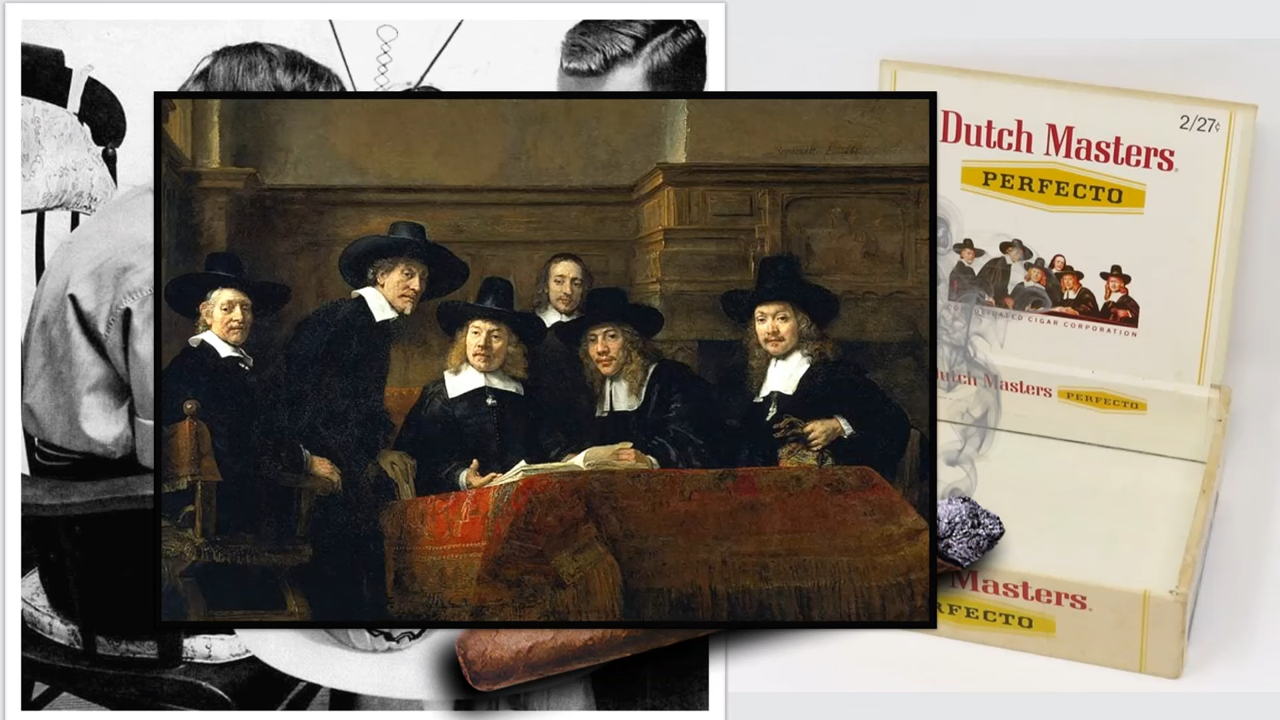 2/27¢
Dutch Masters®
PERFECTO
CIGAR CORPORATION
Dutch Masters PERFECTO
Masters®
PERFECTO